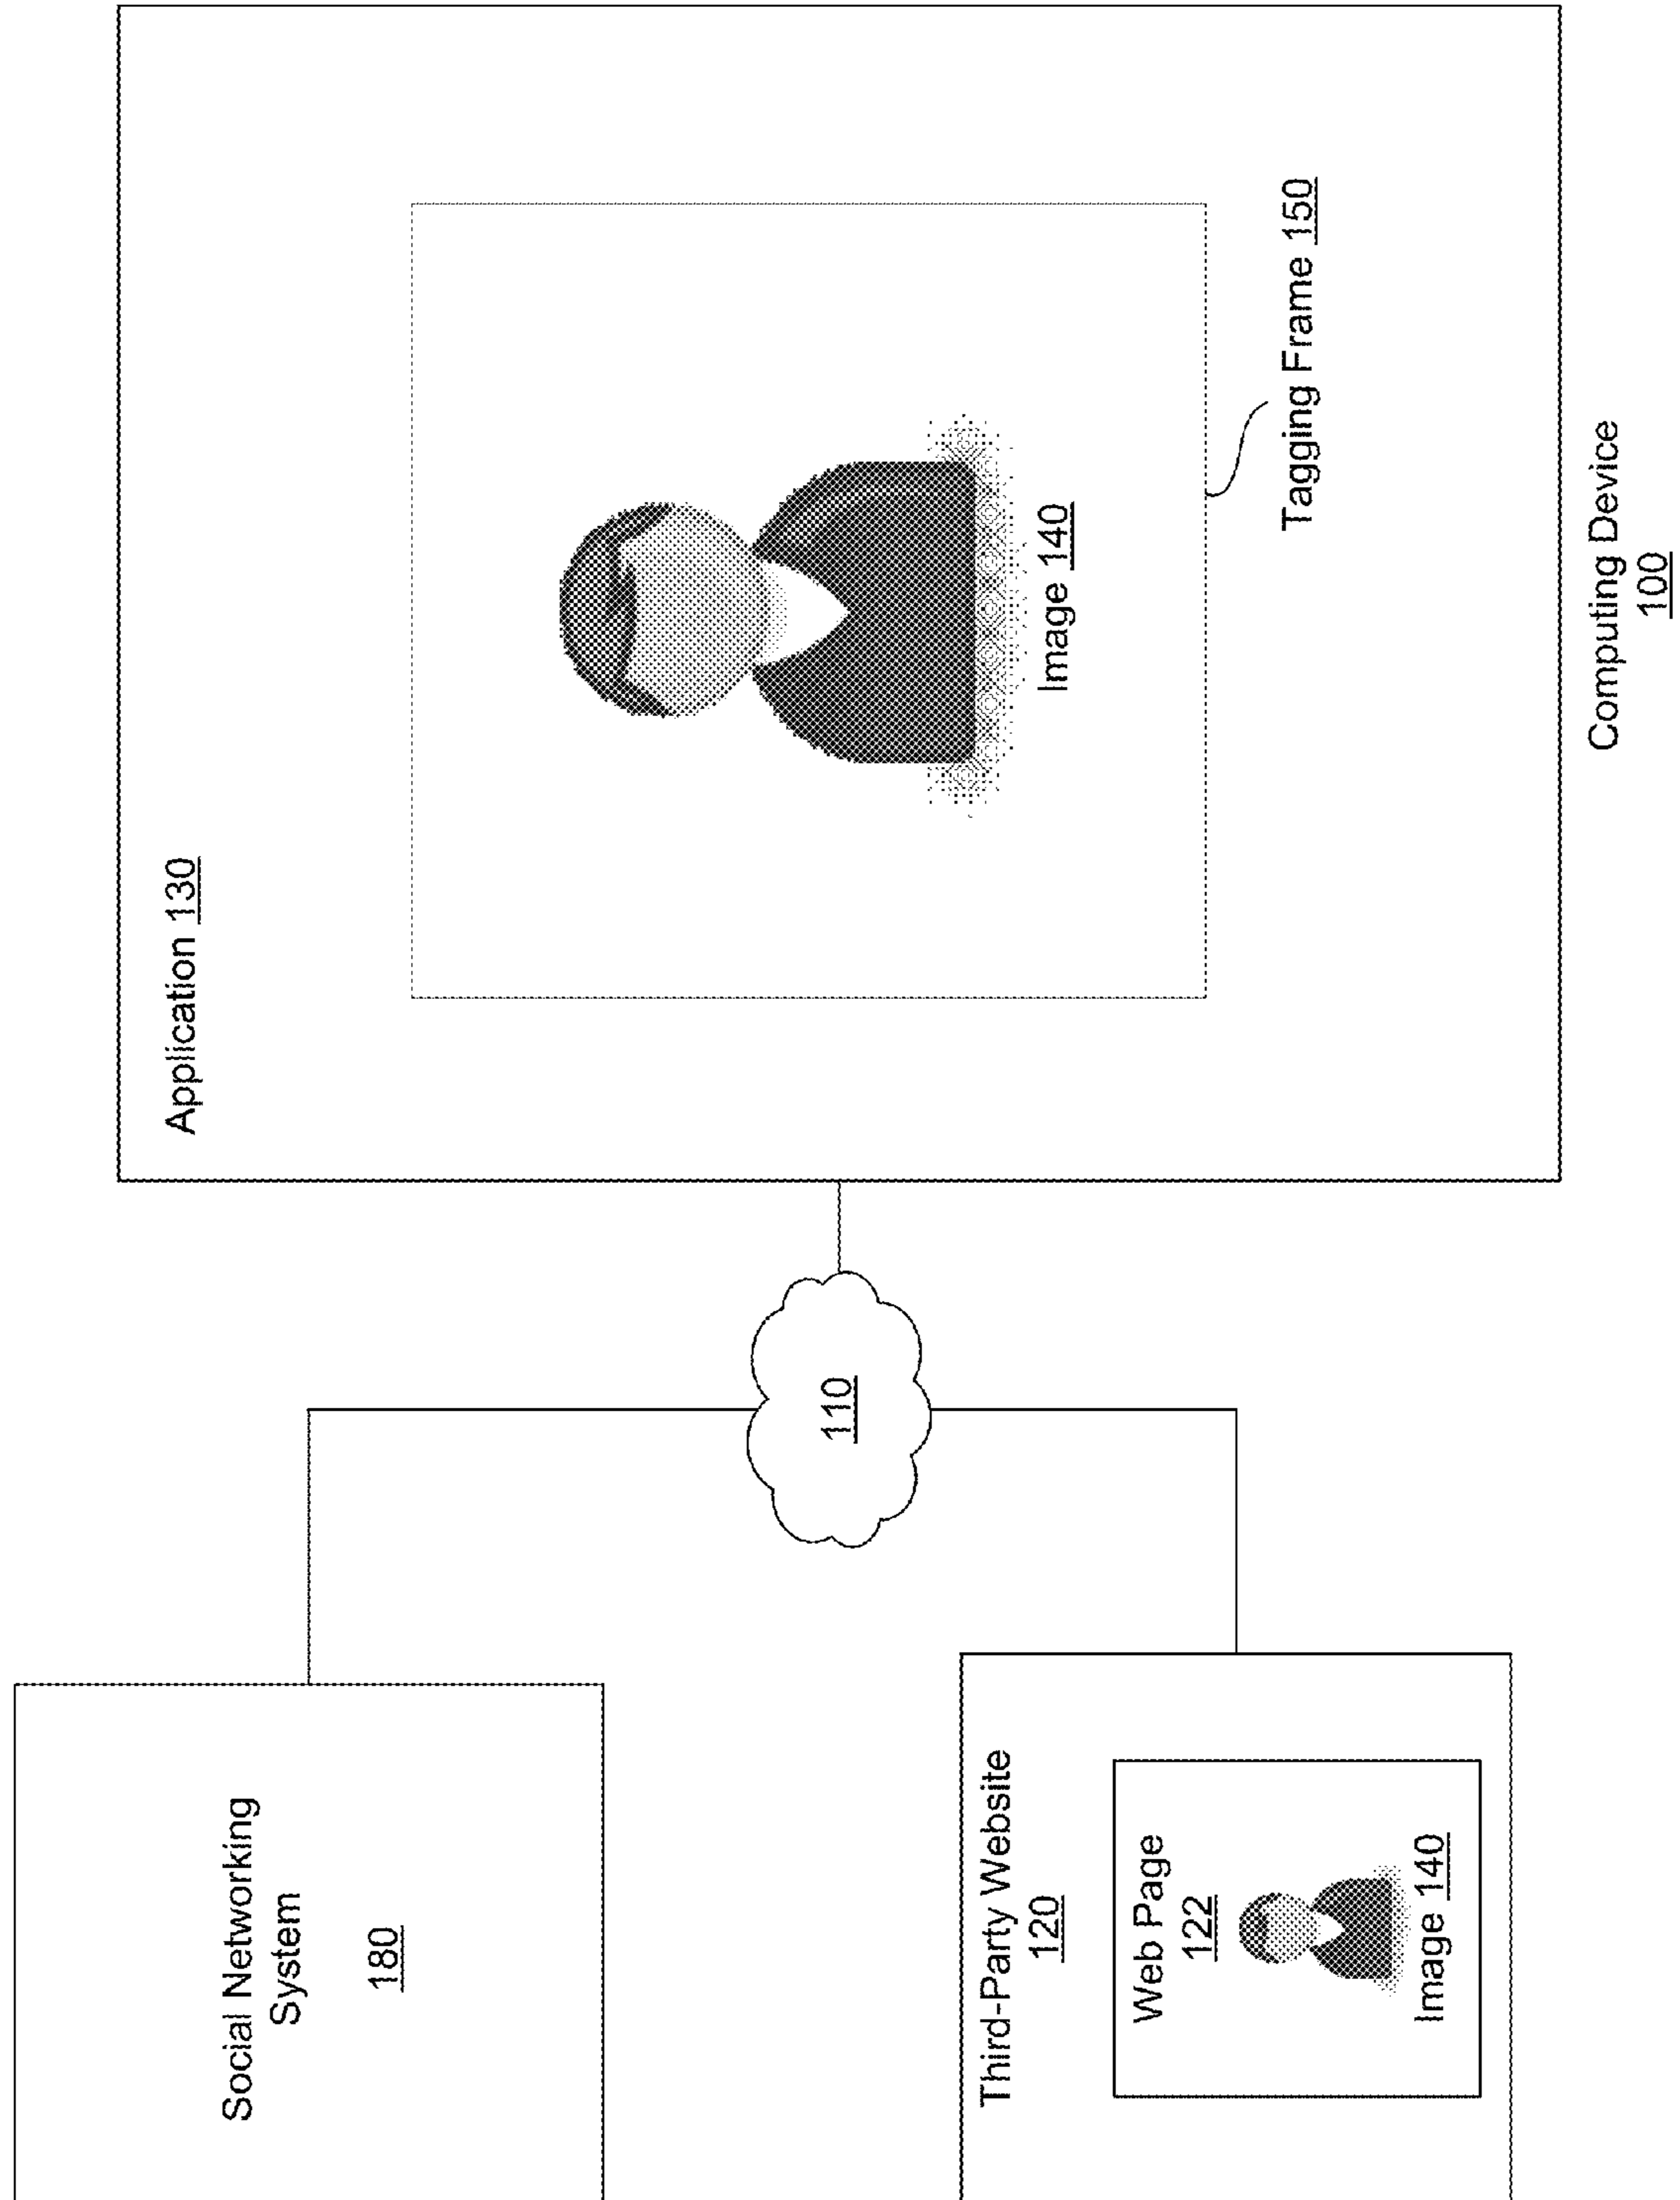 Social Networking
System
180
Third-Party Website
120
Web Page
122
Image 140
110
Application 130
Image 140
Tagging Frame 150
Computing Device
100